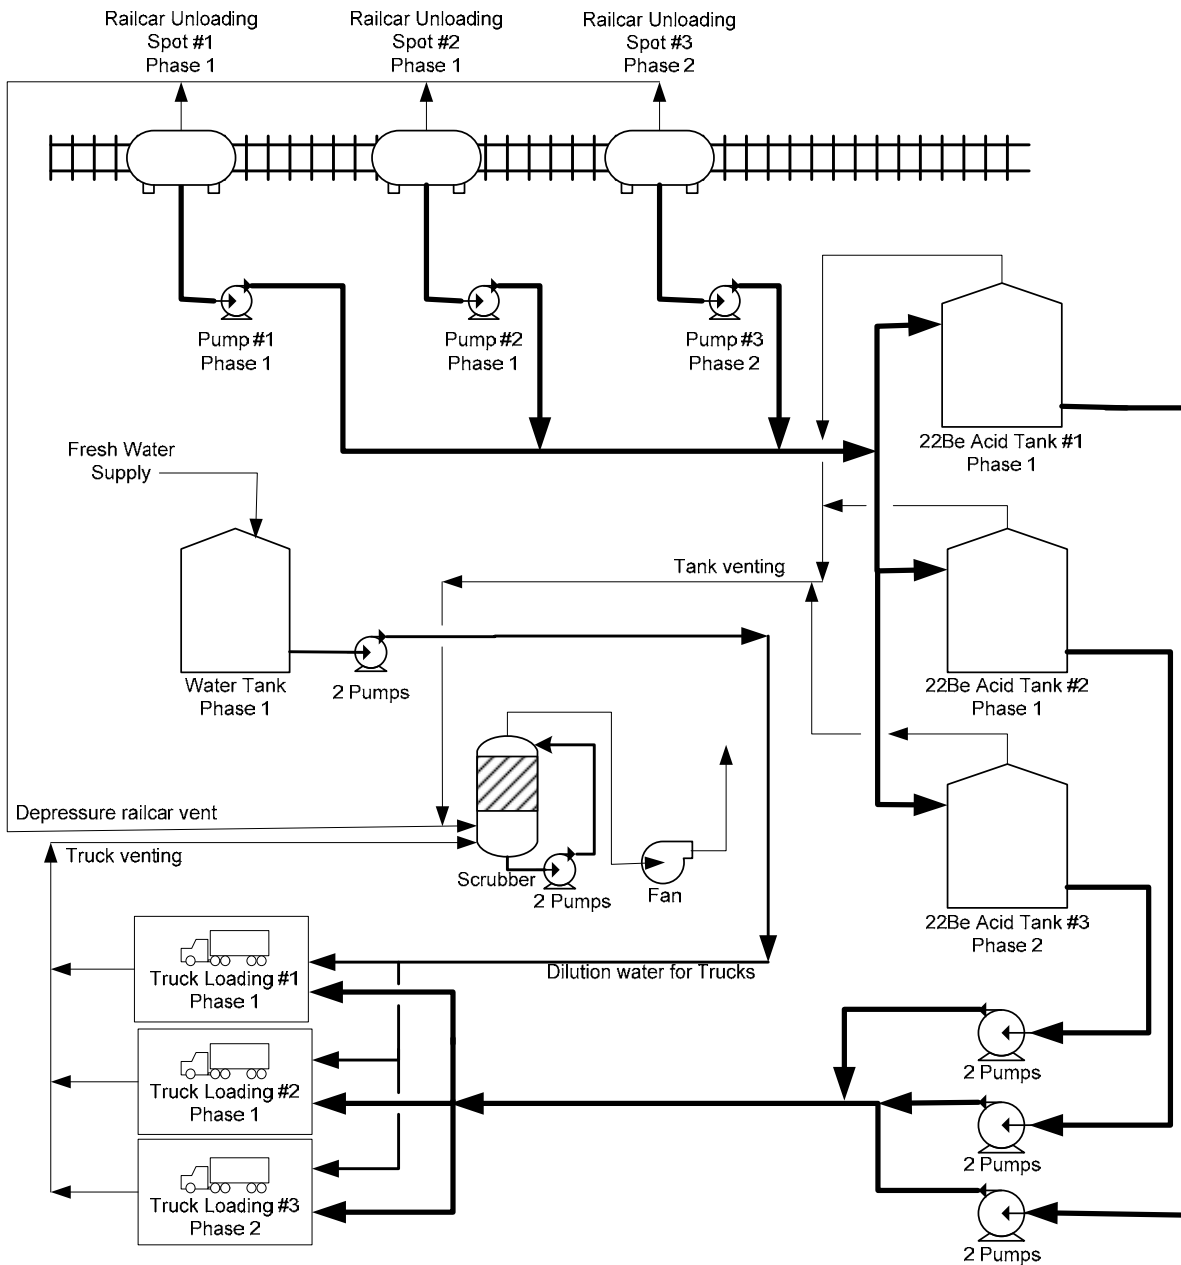 Railcar Unloading
Spot #1
Phase 1
Railcar Unloading
Spot #2
Phase 1
Railcar Unloading
Spot #3
Phase 2
Pump #1
Phase 1
Pump #2
Phase 1
Pump #3
Phase 2
22Be Acid Tank #1
Phase 1
Fresh Water
Supply
Tank venting
Water Tank
Phase 1
2 Pumps
22Be Acid Tank #2
Phase 1
Depressure railcar vent
Truck venting
Scrubber
2 Pumps
Fan
22Be Acid Tank #3
Phase 2
Dilution water for Trucks
Truck Loading #1
Phase 1
Truck Loading #2
Phase 1
Truck Loading #3
Phase 2
2 Pumps
2 Pumps
2 Pumps